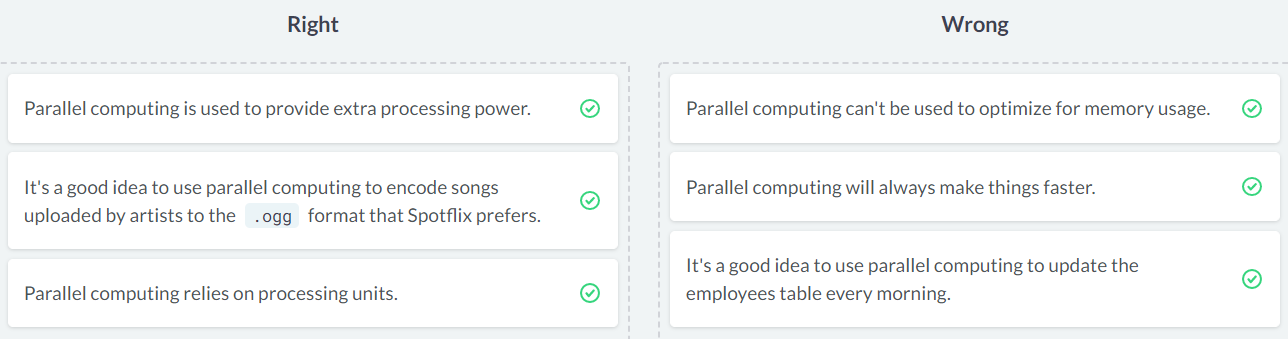 Right
Parallel computing is used to provide extra processing power.
It's a good idea to use parallel computing to encode songs
uploaded by artists to the .ogg format that Spotflix prefers.
Parallel computing relies on processing units.
Wrong
Parallel computing can't be used to optimize for memory usage.
Parallel computing will always make things faster.
It's a good idea to use parallel computing to update the
employees table every morning.